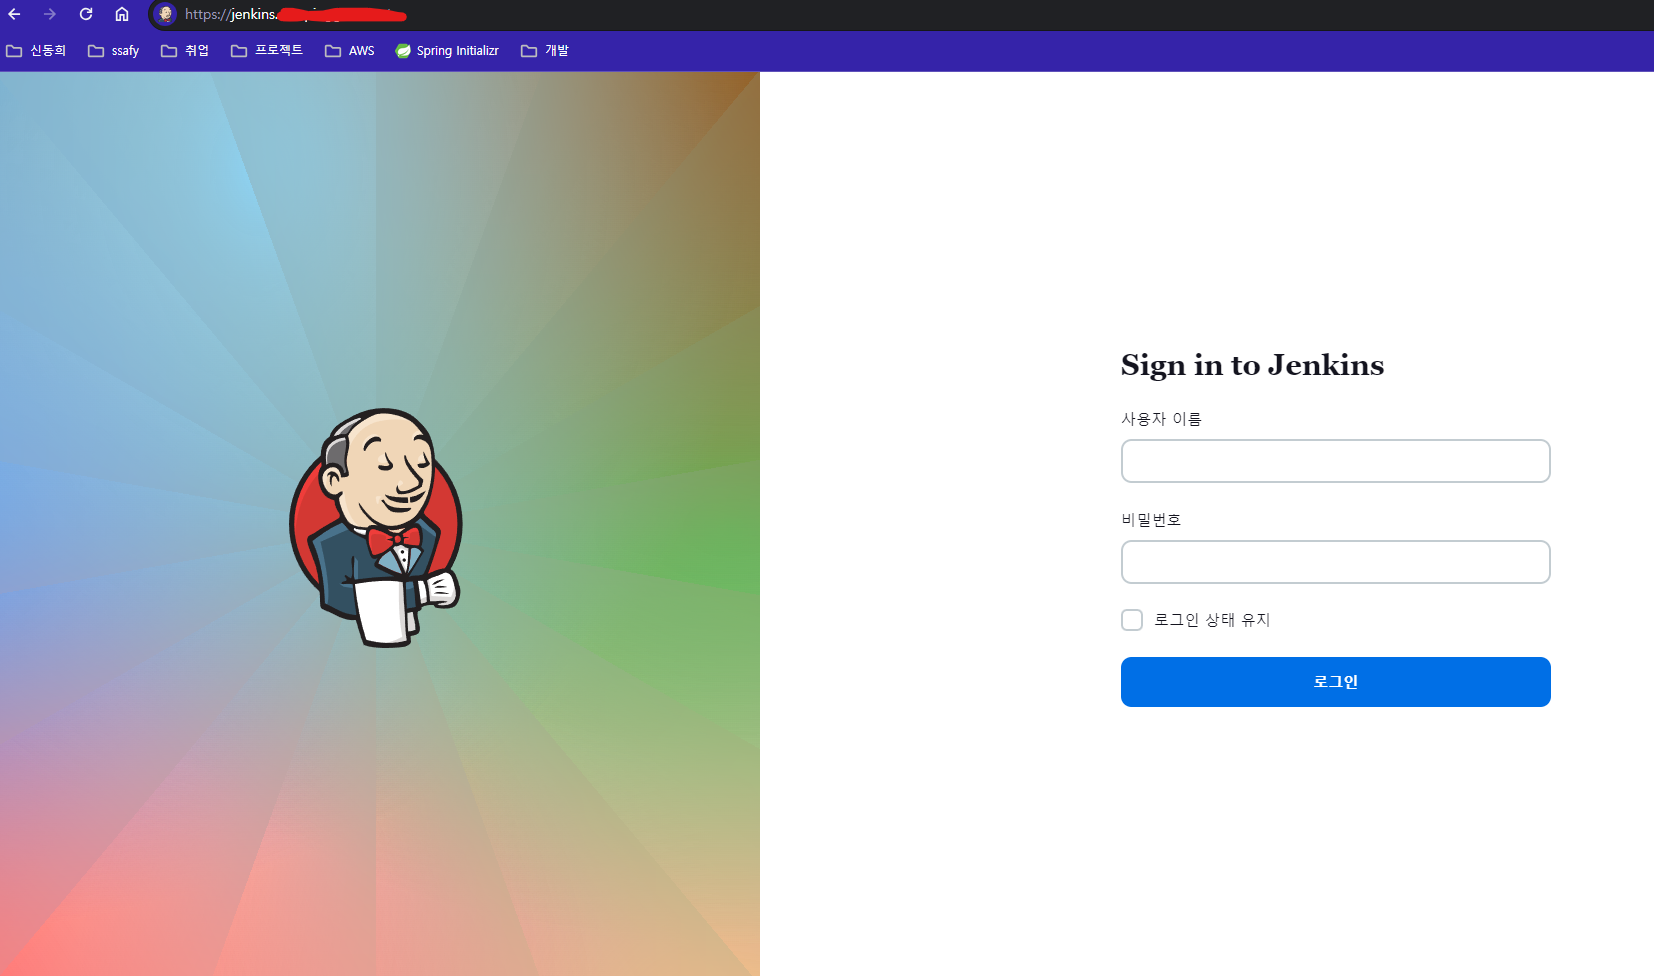 https://jenkins.
신동희 ssafy 취업 프로젝트 AWS Spring Initializr 개발
Sign in to Jenkins
사용자 이름
비밀번호
로그인 상태 유지
로그인